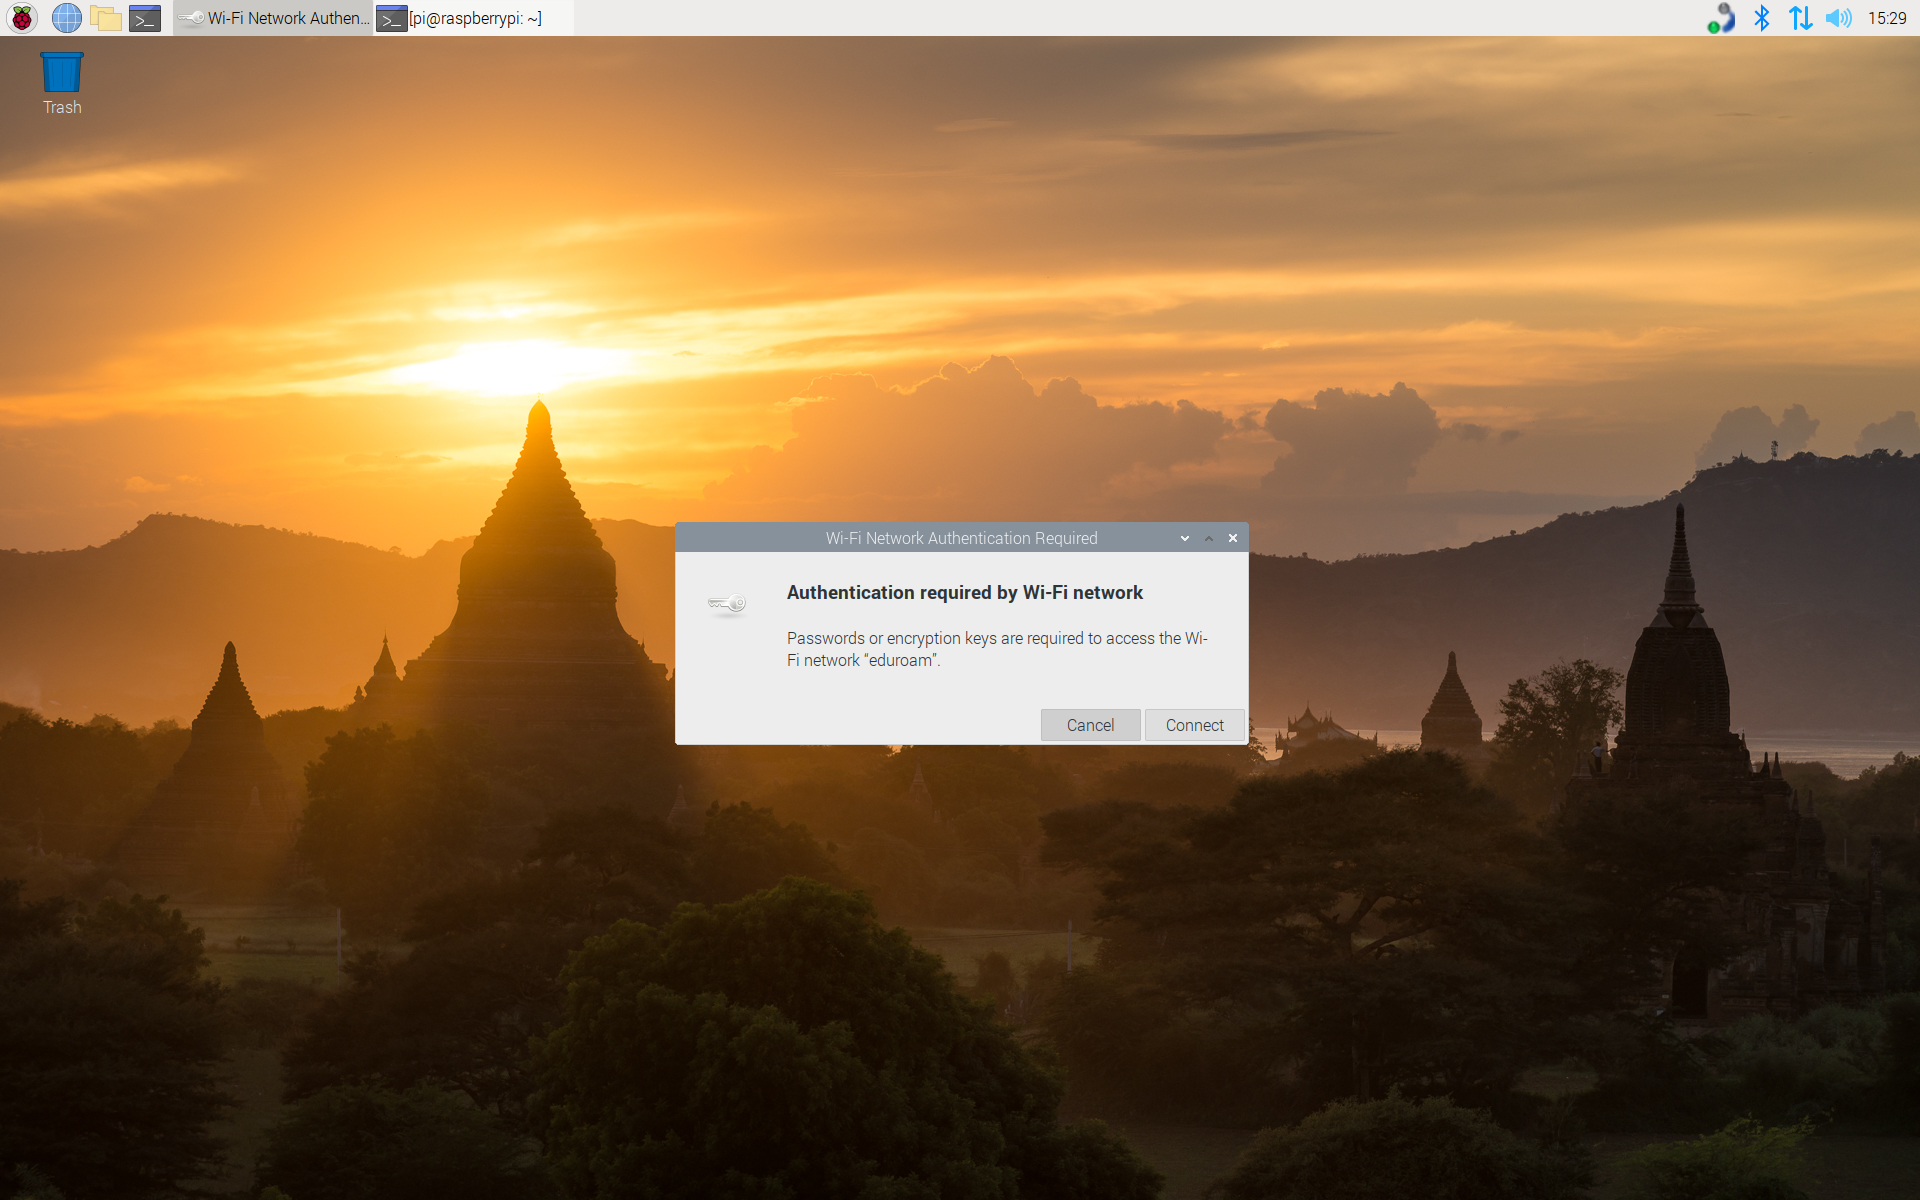 Wi-Fi Network Authen...
[pi@raspberrypi: ~]
15:29
Trash
Wi-Fi Network Authentication Required
Authentication required by Wi-Fi network
Passwords or encryption keys are required to access the Wi-
Fi network “eduroam”.
Cancel
Connect